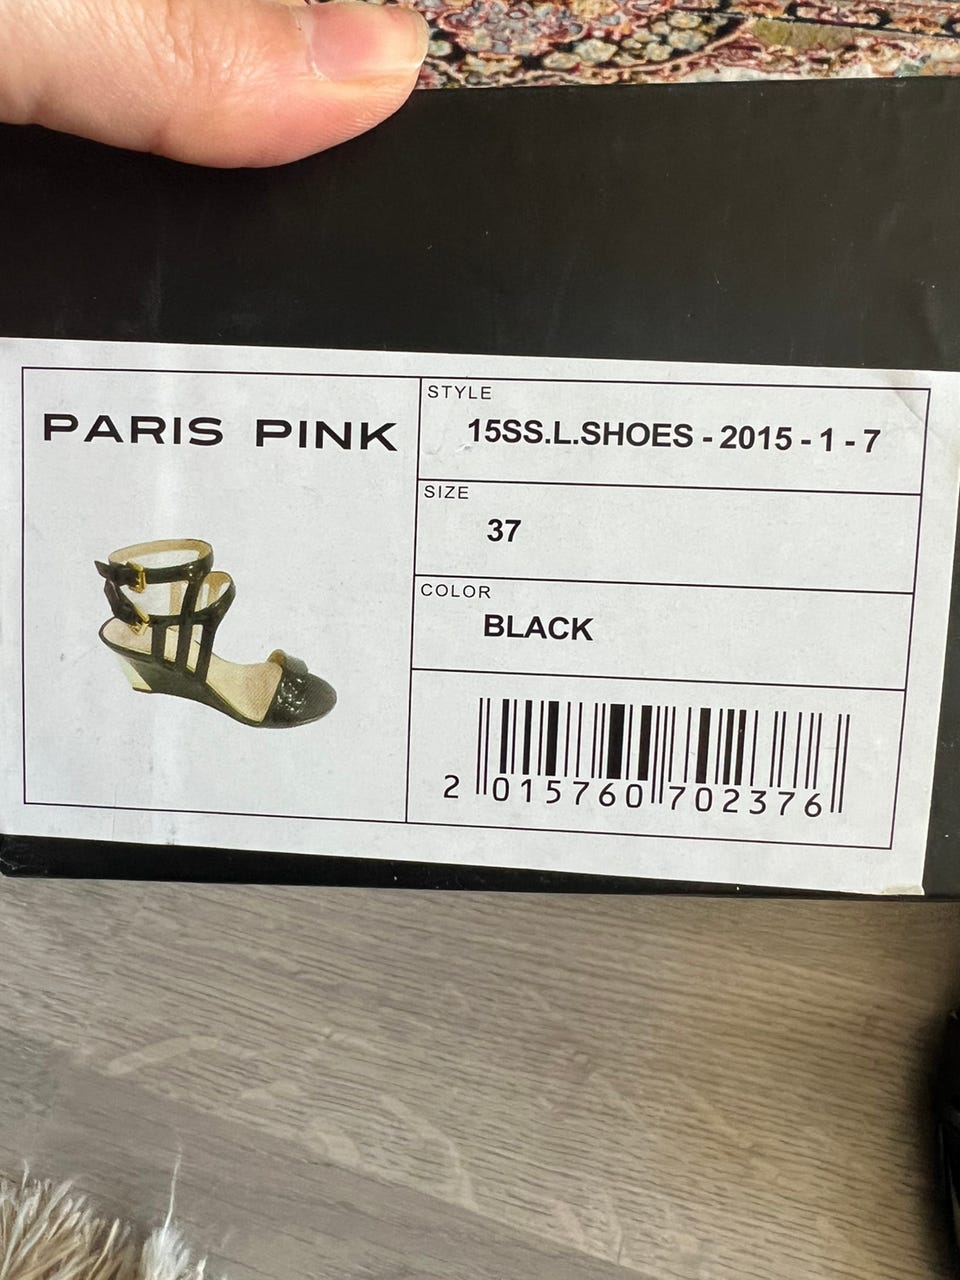 PARIS PINK
STYLE
15SS.L.SHOES - 2015 - 1 - 7
SIZE
37
COLOR
BLACK
2 015760 702376